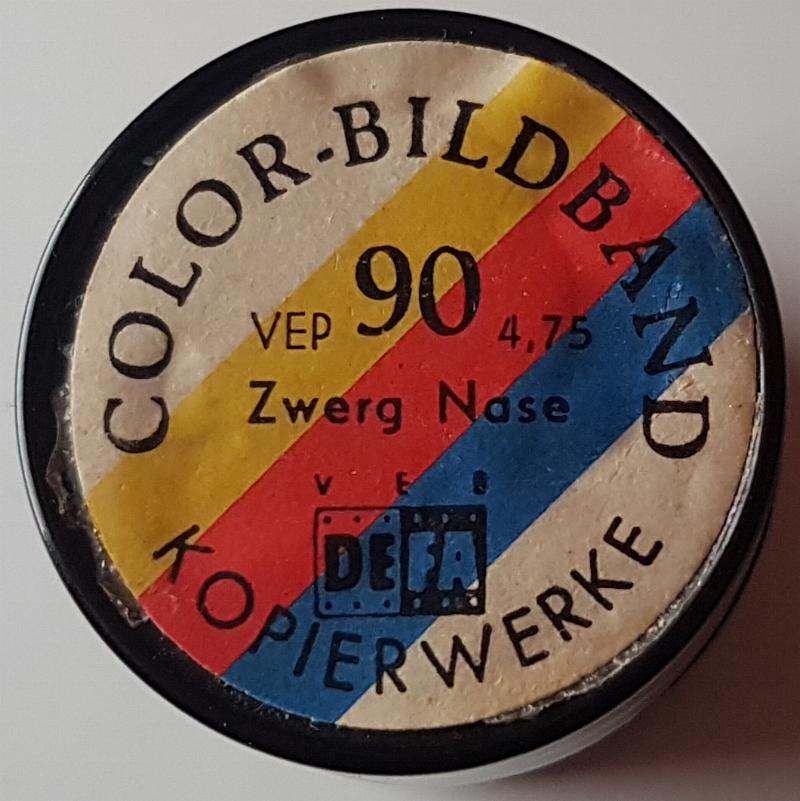 COLOR-BILDBAND
VEP 90 4,75
Zwerg Nase
VEB
DEFA
KOPIERWERKE